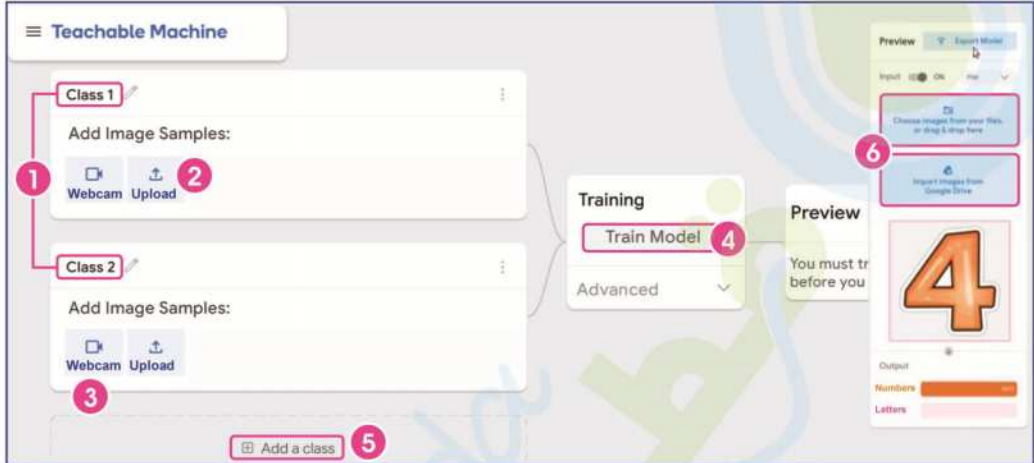 Teachable Machine
Class 1
Add Image Samples:
Webcam Upload
1
2
Class 2
Add Image Samples:
Webcam Upload
3
Add a class
5
Training
Train Model
4
Advanced
Preview
You must tr
before you
Preview
Export Model
Input ON
Choose images from your files,
or drag & drop here
6
Import images from
Google Drive
4
Output
Numbers
Letters